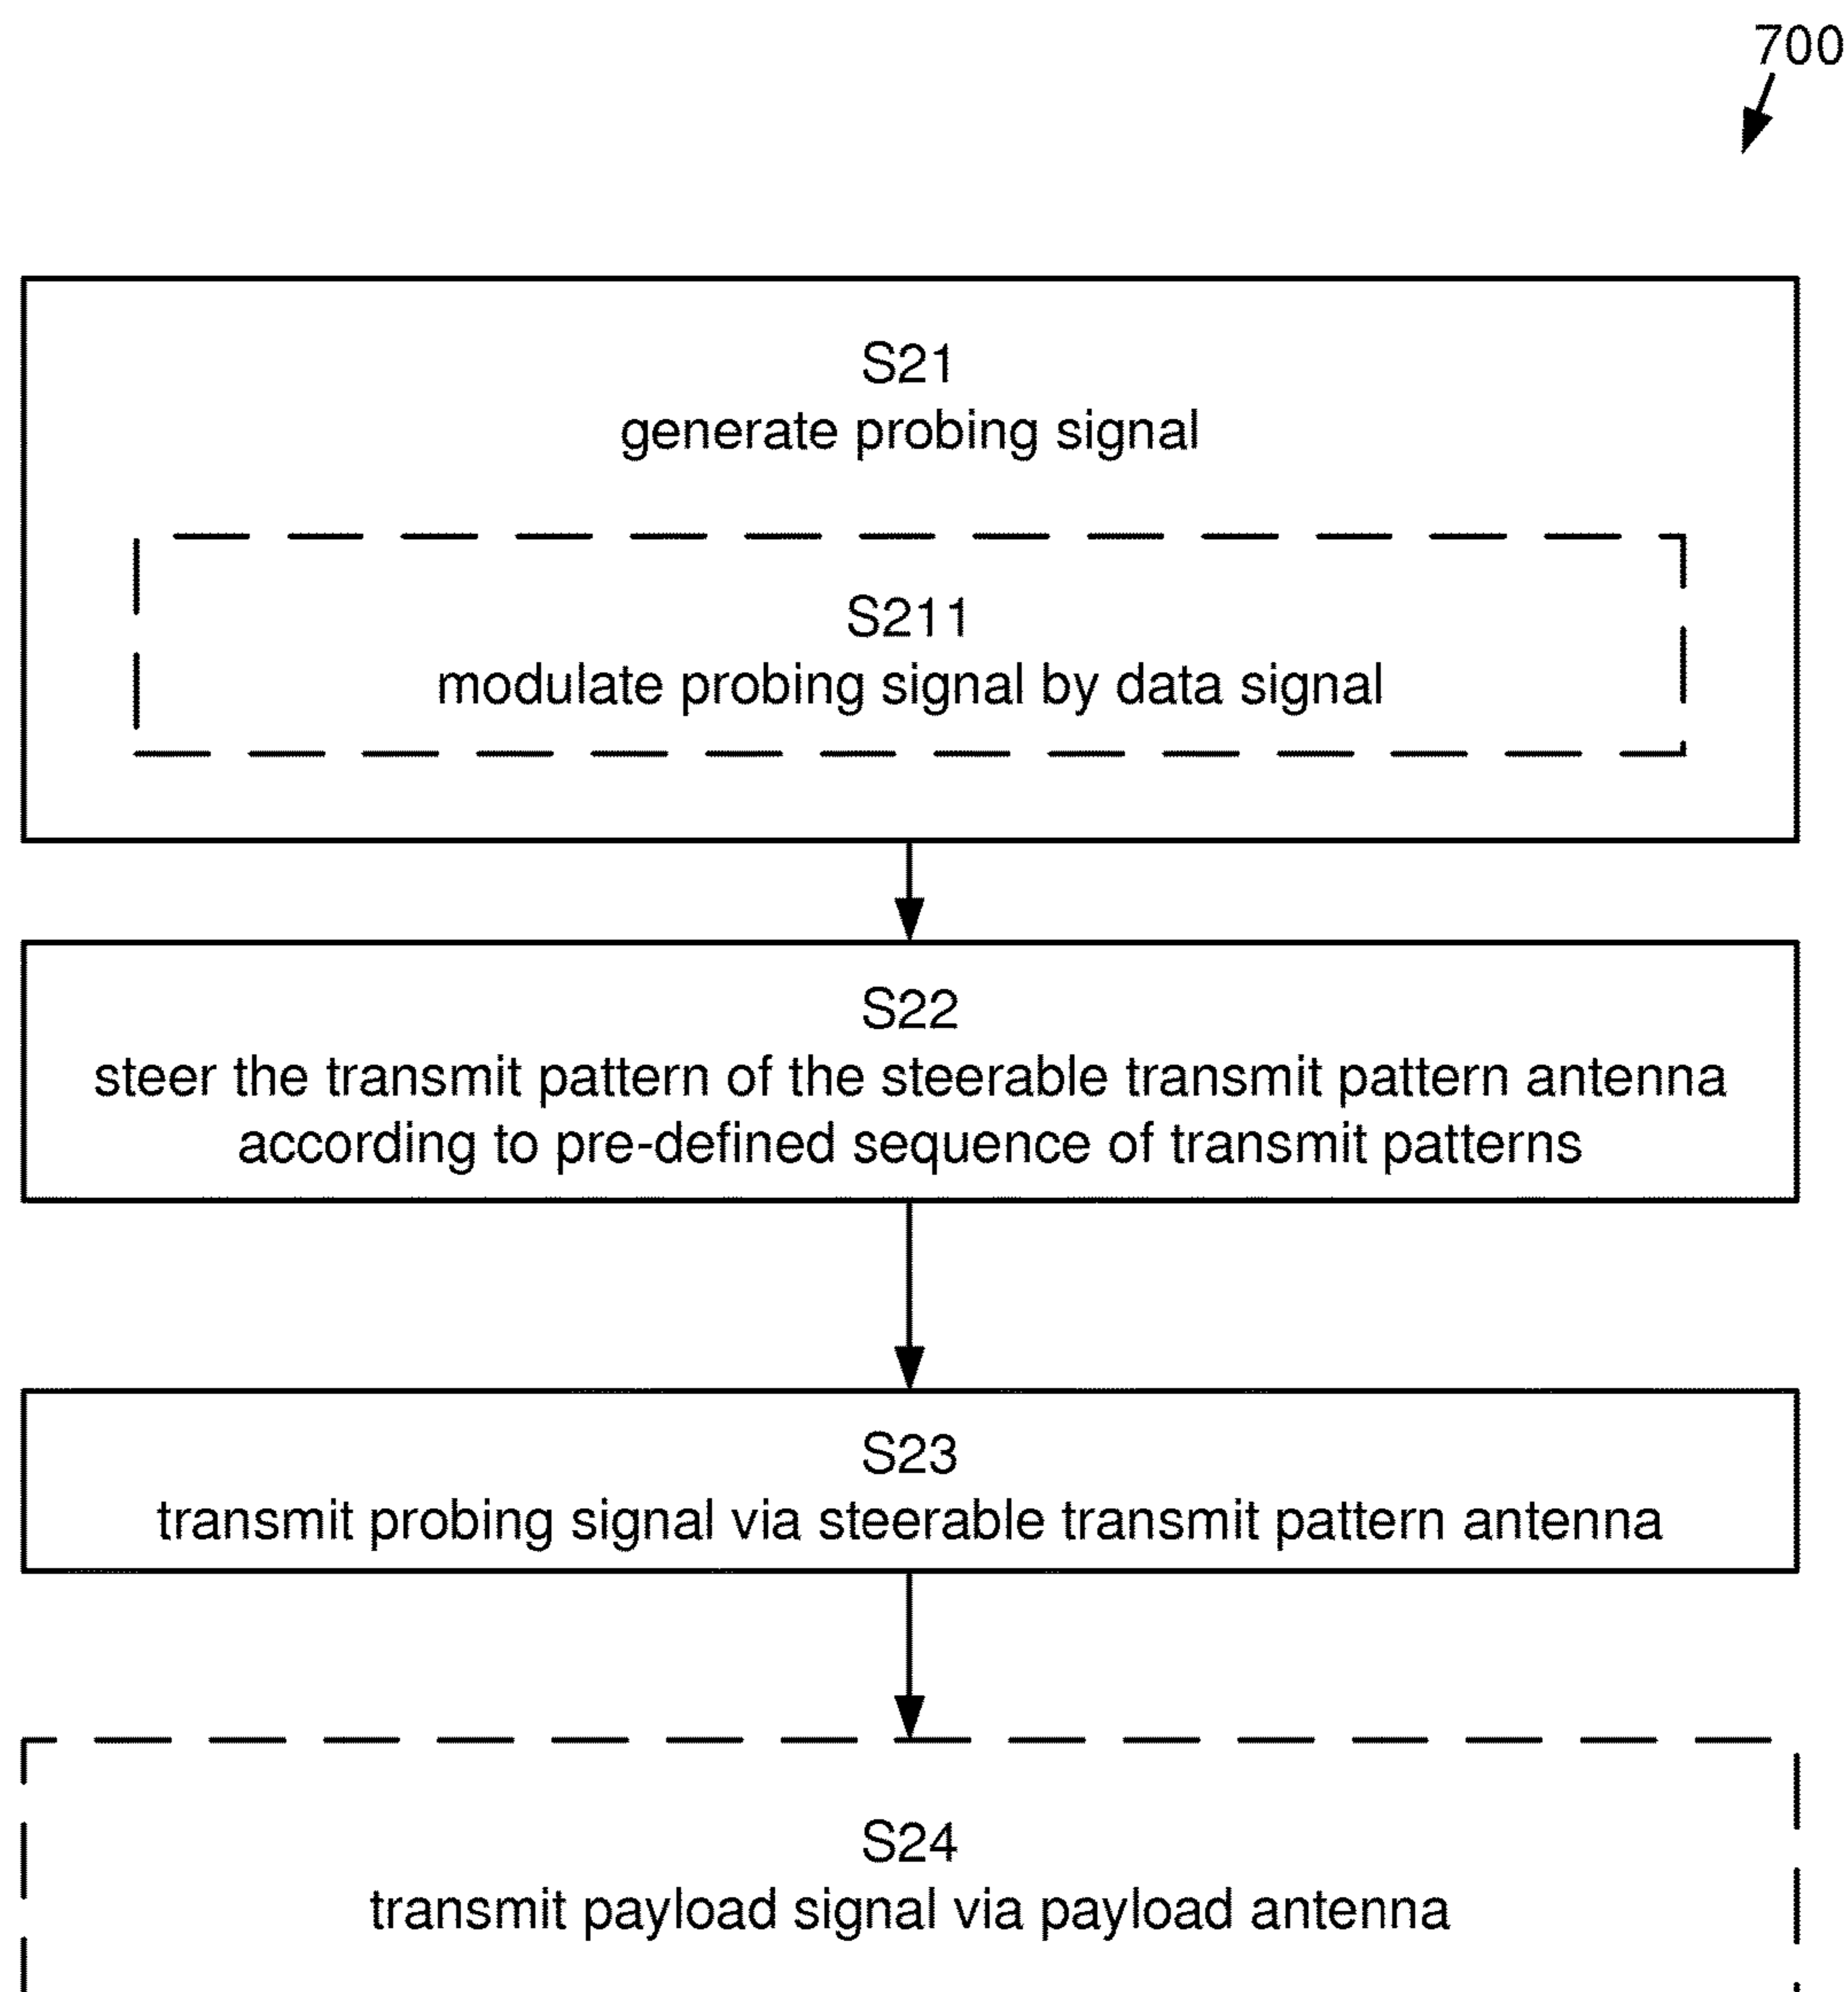 700
S21
generate probing signal
S211
modulate probing signal by data signal
S22
steer the transmit pattern of the steerable transmit pattern antenna
according to pre-defined sequence of transmit patterns
S23
transmit probing signal via steerable transmit pattern antenna
S24
transmit payload signal via payload antenna